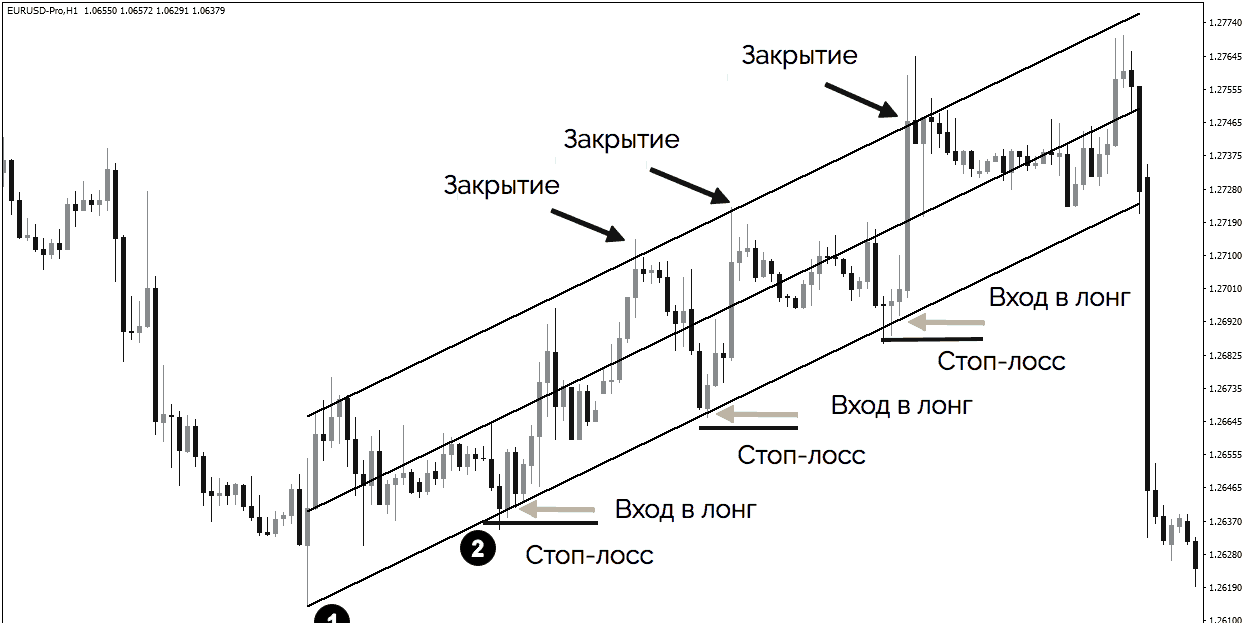 EURUSD-Pro,H1 1.06550 1.06572 1.06291 1.06379
1.27740
Закрытие
1.27645
1.27555
Закрытие
1.27465
1.27375
Закрытие
1.27280
1.27190
1.27100
1.27010
Вход в лонг
1.26920
Стоп-лосс
1.26825
1.26735
Вход в лонг
1.26645
Стоп-лосс
1.26555
1.26465
Вход в лонг
1.26370
2
Стоп-лосс
1.26280
1.26190
1
1.26100